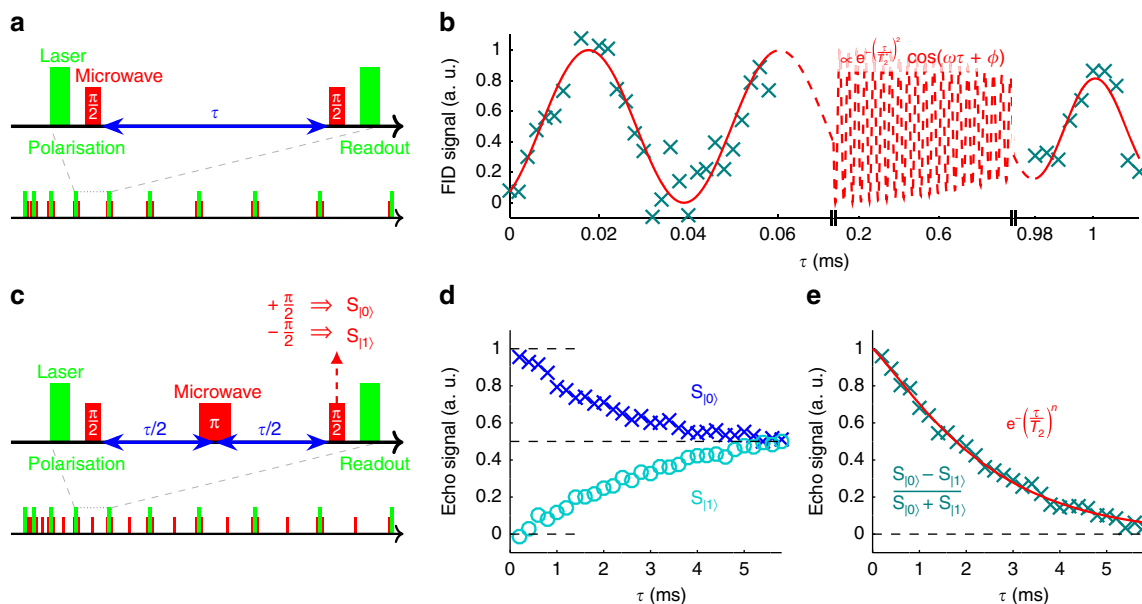 a
Laser
Microwave
π/2
τ
π/2
Polarisation
Readout
b
FID signal (a. u.)
1
0.8
0.6
0.4
0.2
0
∝e^−(τ/T*₂)² cos(ωτ + ϕ)
0 0.02 0.04 0.06 0.2 0.6 0.98 1
τ (ms)
c
+ π/2 ⇒ S|0⟩
− π/2 ⇒ S|1⟩
Laser
Microwave
π/2
τ/2
π
τ/2
π/2
Polarisation
Readout
d
Echo signal (a. u.)
1
0.8
0.6
0.4
0.2
0
S|0⟩
S|1⟩
0 1 2 3 4 5
τ (ms)
e
Echo signal (a. u.)
1
0.8
0.6
0.4
0.2
0
e^−(τ/T₂)ⁿ
S|0⟩ − S|1⟩
S|0⟩ + S|1⟩
0 1 2 3 4 5
τ (ms)